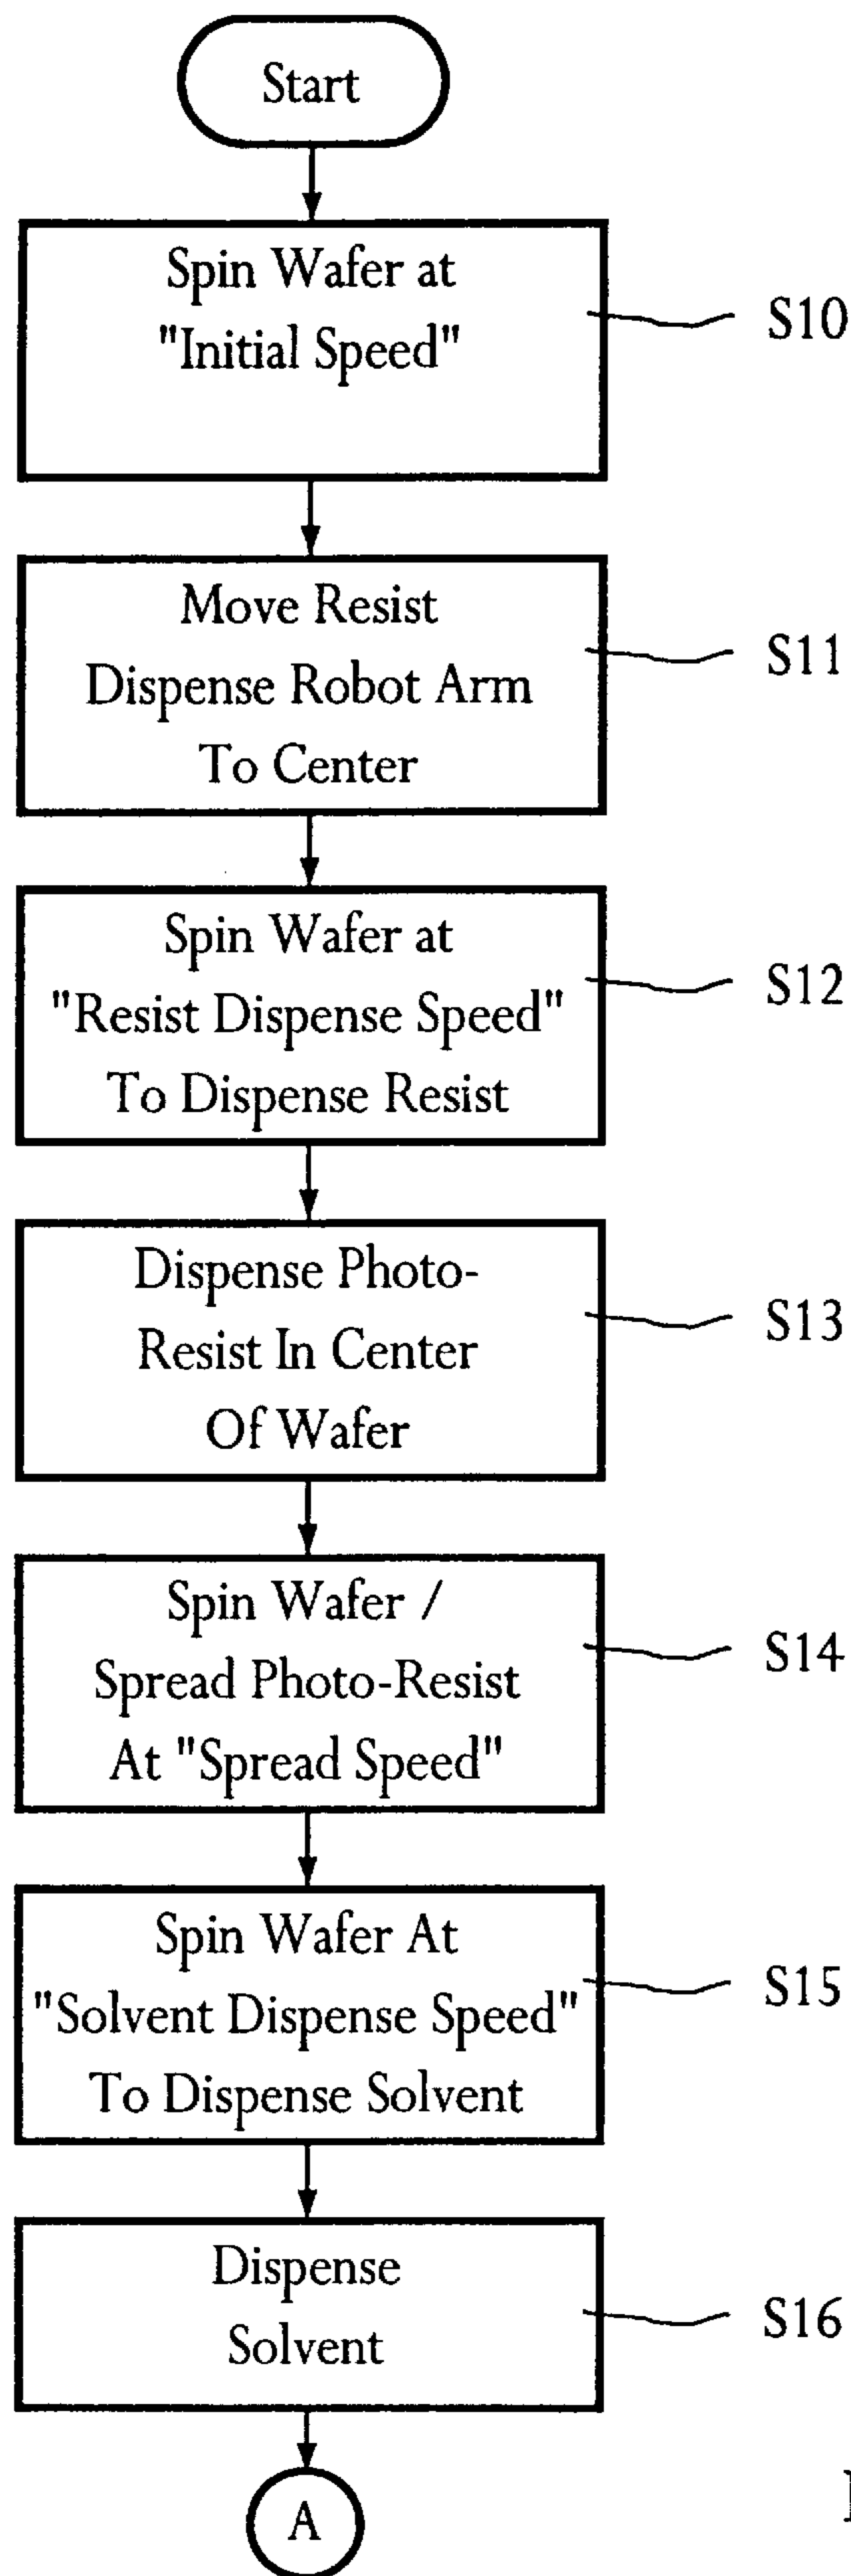 Start
Spin Wafer at
"Initial Speed"
S10
Move Resist
Dispense Robot Arm
To Center
S11
Spin Wafer at
"Resist Dispense Speed"
To Dispense Resist
S12
Dispense Photo-
Resist In Center
Of Wafer
S13
Spin Wafer /
Spread Photo-Resist
At "Spread Speed"
S14
Spin Wafer At
"Solvent Dispense Speed"
To Dispense Solvent
S15
Dispense
Solvent
S16
A